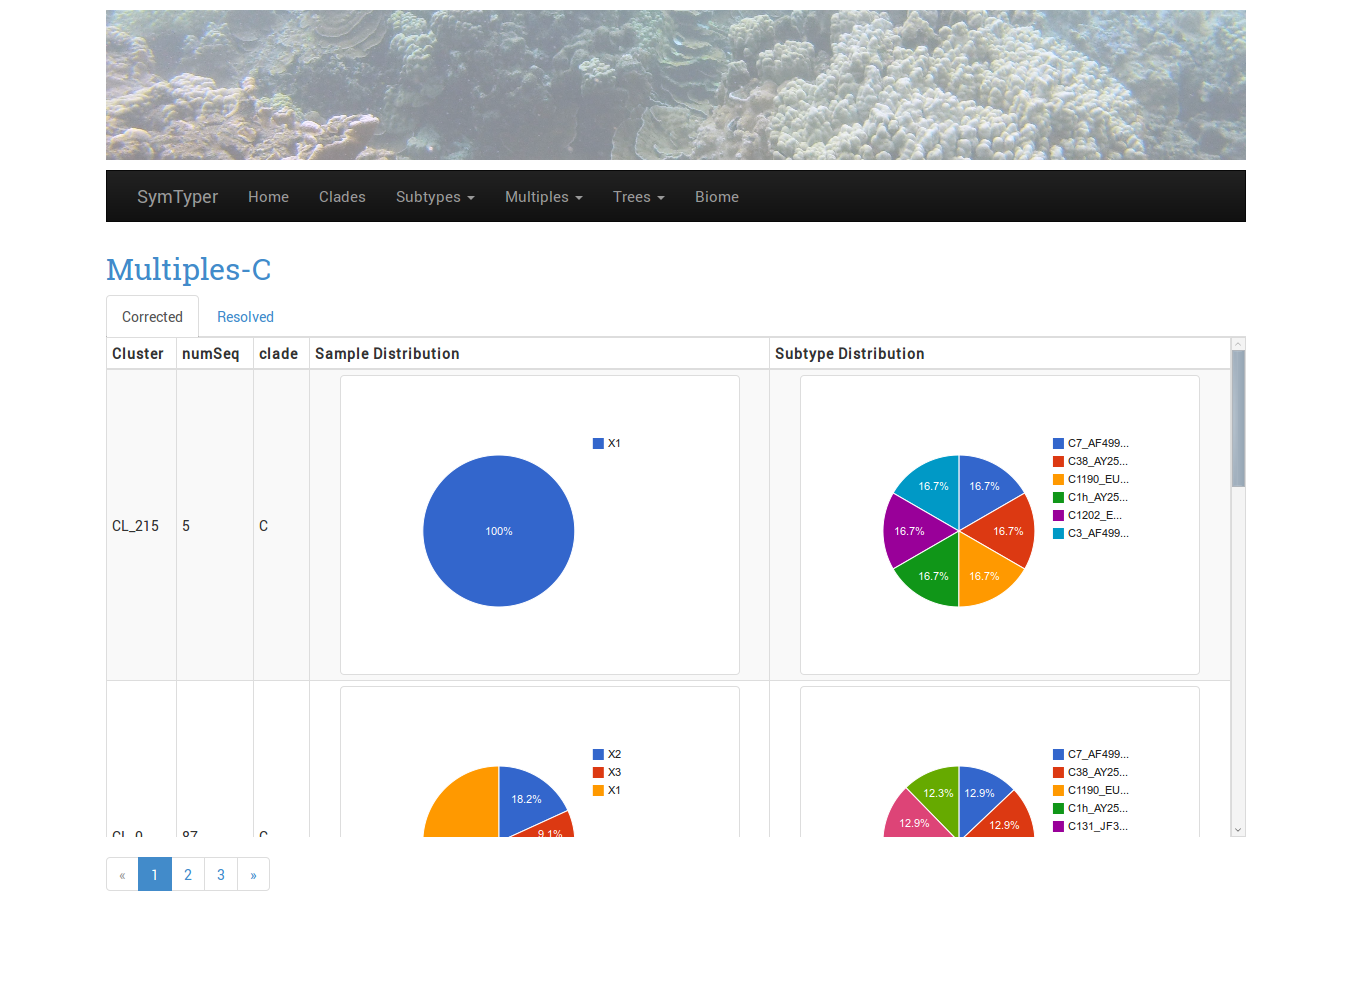 SymTyper Home Clades Subtypes Multiples Trees Biome
Multiples-C
Corrected Resolved
Cluster numSeq clade Sample Distribution Subtype Distribution
CL_215 5 C
100%
X1
16.7% 16.7%
16.7% 16.7%
16.7% 16.7%
C7_AF499...
C38_AY25...
C1190_EU...
C1h_AY25...
C1202_E...
C3_AF499...
CL_0 87 C
18.2%
9.1%
X2
X3
X1
12.3% 12.9%
12.9% 12.9%
C7_AF499...
C38_AY25...
C1190_EU...
C1h_AY25...
C131_JF3...
« 1 2 3 »